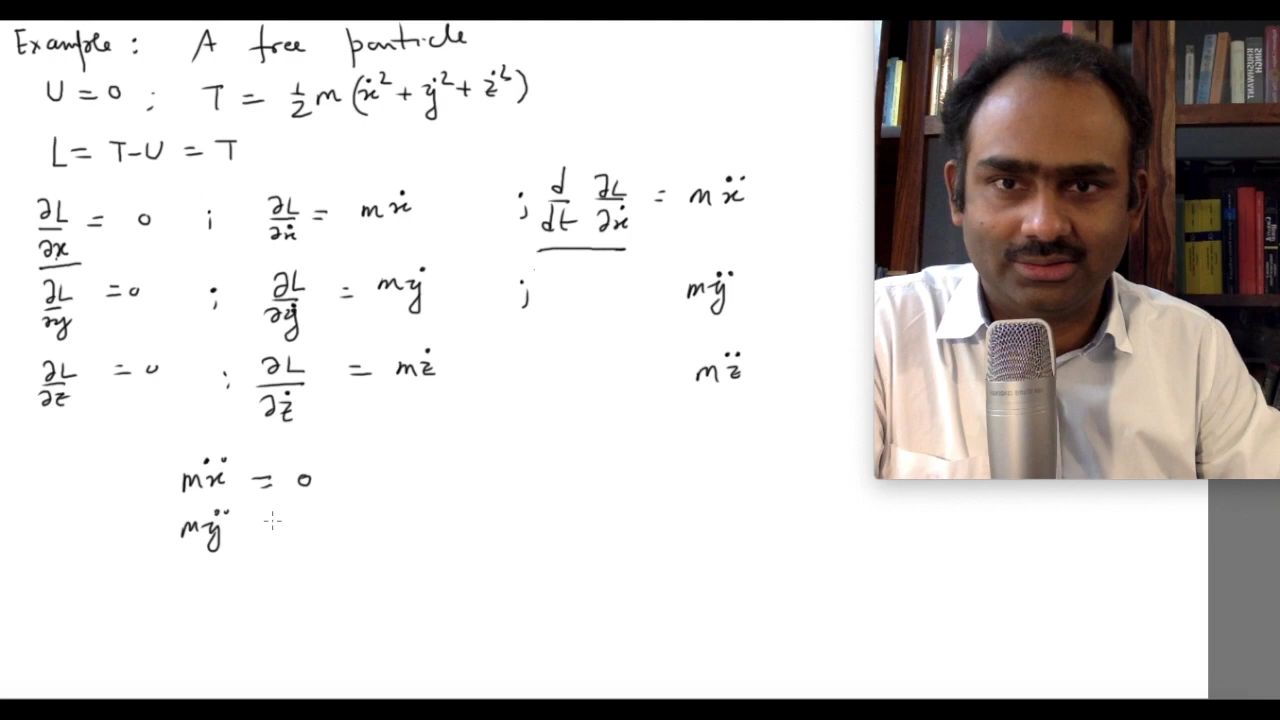 Example: A free particle
U = 0 ; T = ½ m (ẋ² + ẏ² + ż²)
L = T-U = T
∂L/∂x = 0 ; ∂L/∂ẋ = mẋ ; d/dt ∂L/∂ẋ = mẍ
∂L/∂y = 0 ; ∂L/∂ẏ = mẏ ; mÿ
∂L/∂z = 0 ; ∂L/∂ż = mż mz̈
mẍ = 0
mÿ